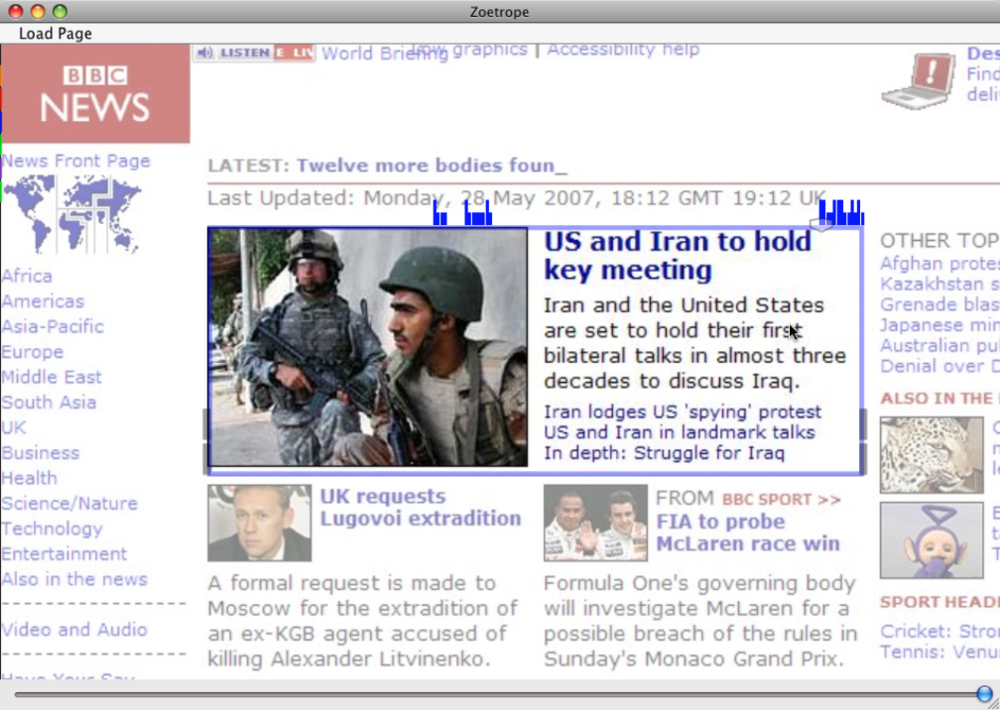 Zoetrope
Load Page
BBC
NEWS
LISTEN
World Briefing
graphics | Accessibility help
LATEST: Twelve more bodies foun_
Last Updated: Monday, 28 May 2007, 18:12 GMT 19:12 UK
News Front Page
Africa
Americas
Asia-Pacific
Europe
Middle East
South Asia
UK
Business
Health
Science/Nature
Technology
Entertainment
Also in the news
Video and Audio
Have Your Say
US and Iran to hold
key meeting
Iran and the United States
are set to hold their first
bilateral talks in almost three
decades to discuss Iraq.
Iran lodges US 'spying' protest
US and Iran in landmark talks
In depth: Struggle for Iraq
UK requests
Lugovoi extradition
A formal request is made to
Moscow for the extradition of
an ex-KGB agent accused of
killing Alexander Litvinenko.
FROM BBC SPORT >>
FIA to probe
McLaren race win
Formula One's governing body
will investigate McLaren for a
possible breach of the rules in
Sunday's Monaco Grand Prix.
Des
Find
deli
OTHER TOP
Afghan protes
Kazakhstan s
Grenade blas
Japanese min
Australian pu
Denial over D
ALSO IN THE
SPORT HEAD
Cricket: Stro
Tennis: Venu